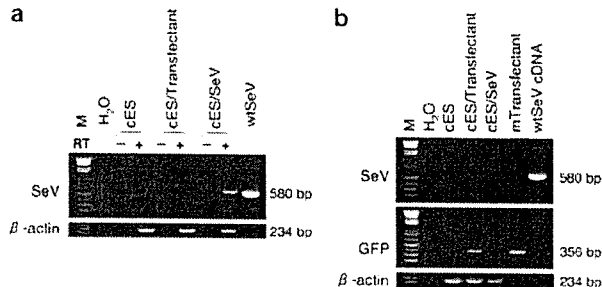 a
M
H₂O
cES
cES/Transfectant
cES/SeV
wtSeV
RT − + − + − +
SeV 580 bp
β-actin 234 bp
b
M
H₂O
cES
cES/Transfectant
cES/SeV
mTransfectant
wtSeV cDNA
SeV 580 bp
GFP 356 bp
β-actin 234 bp